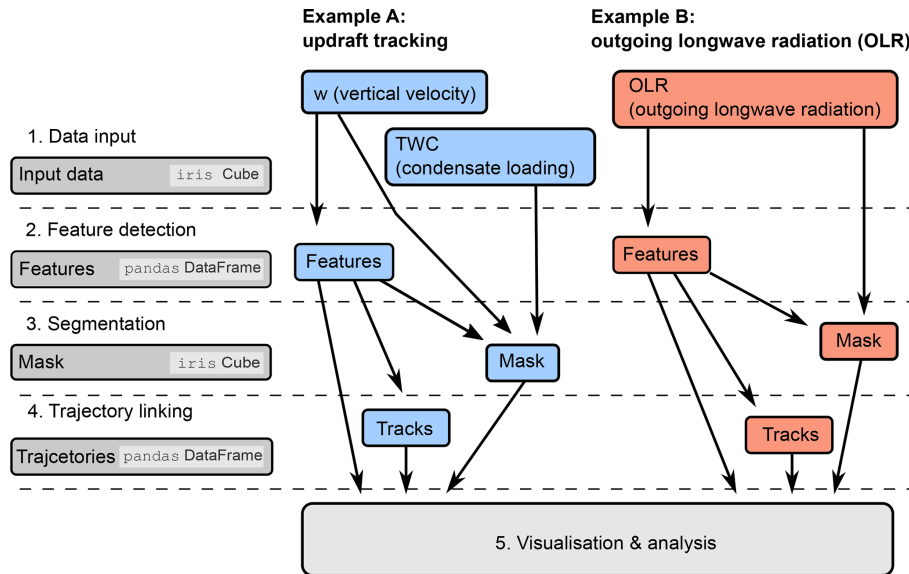 Example A:
updraft tracking
Example B:
outgoing longwave radiation (OLR)
w (vertical velocity)
OLR
(outgoing longwave radiation)
1. Data input
TWC
(condensate loading)
Input data iris Cube
2. Feature detection
Features pandas DataFrame
Features
Features
3. Segmentation
Mask iris Cube
Mask
Mask
4. Trajectory linking
Trajcetories pandas DataFrame
Tracks
Tracks
5. Visualisation & analysis